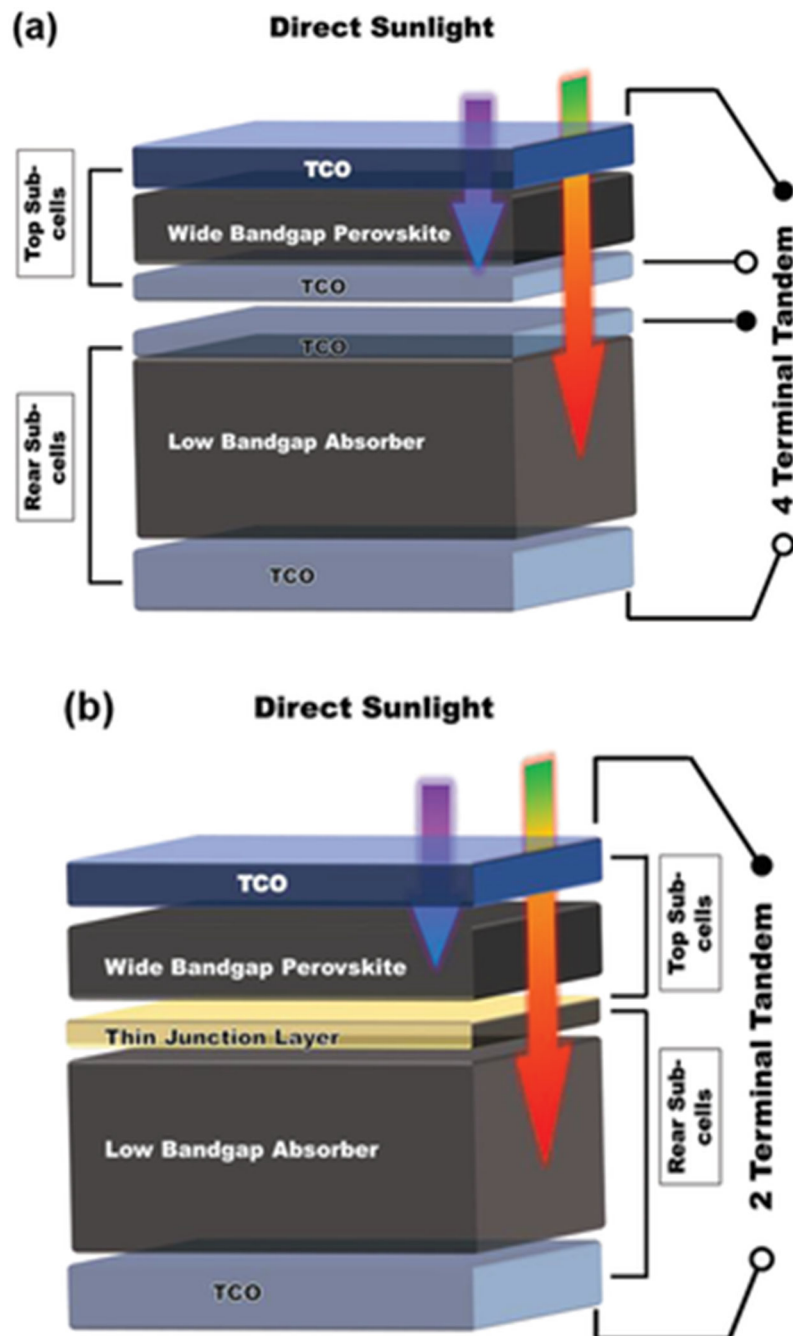 (a)
Direct Sunlight
TCO
Top Sub-
cells
Wide Bandgap Perovskite
TCO
TCO
Rear Sub-
cells
Low Bandgap Absorber
TCO
4 Terminal Tandem
(b)
Direct Sunlight
TCO
Wide Bandgap Perovskite
Top Sub-
cells
Thin Junction Layer
Low Bandgap Absorber
Rear Sub-
cells
TCO
2 Terminal Tandem